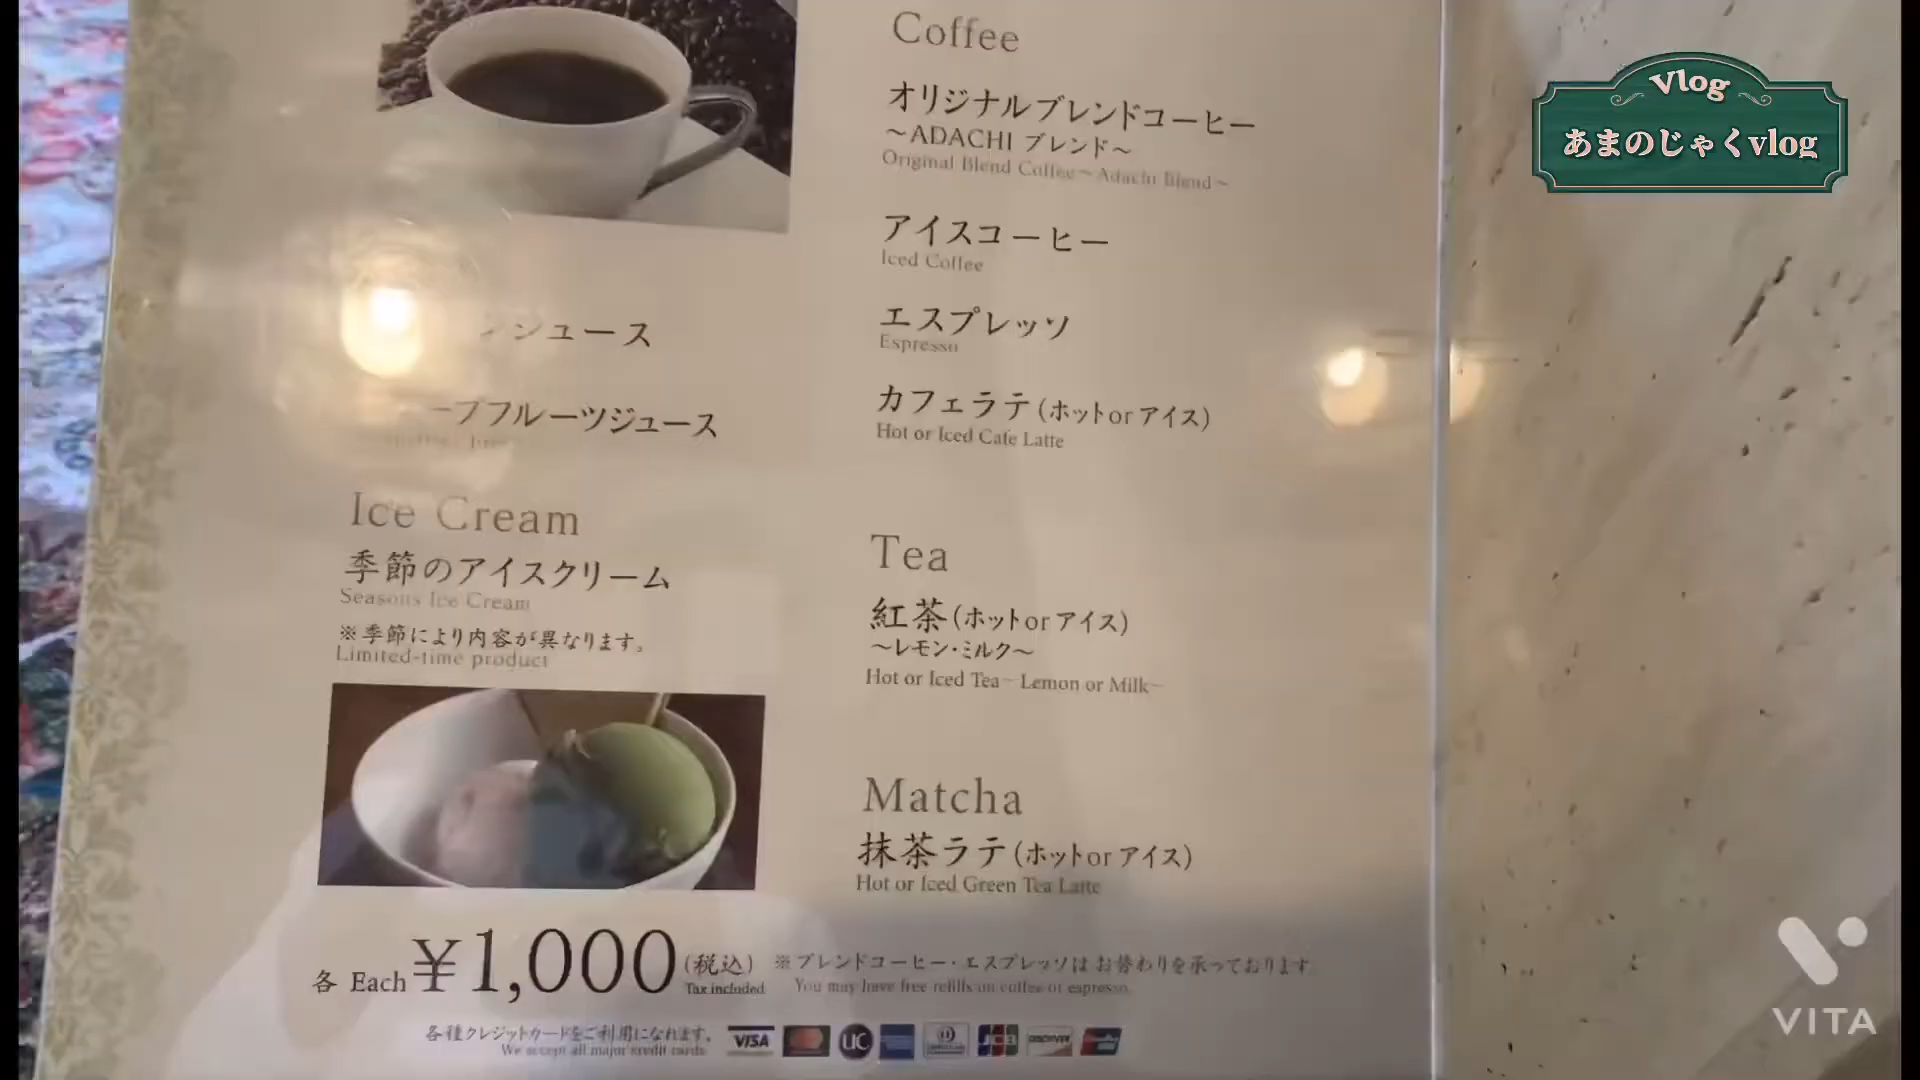 Vlog
あまのじゃくvlog
Coffee
オリジナルブレンドコーヒー
～ADACHI ブレンド～
Original Blend Coffee～Adachi Blend～
アイスコーヒー
Iced Coffee
エスプレッソ
Espresso
カフェラテ(ホットor アイス)
Hot or Iced Cafe Latte
ジュース
プフルーツジュース
Ice Cream
季節のアイスクリーム
Seasons Ice Cream
※季節により内容が異なります。
Limited-time product
Tea
紅茶(ホットor アイス)
～レモン・ミルク～
Hot or Iced Tea～Lemon or Milk～
Matcha
抹茶ラテ(ホットor アイス)
Hot or Iced Green Tea Latte
各 Each ¥1,000 (税込) Tax included
※ブレンドコーヒー・エスプレッソはお替わりを承っております
You may have free refills on coffee or espresso.
各種クレジットカードをご利用になれます。
We accept all major credit cards
VISA UC JCB DISCOVER
VITA